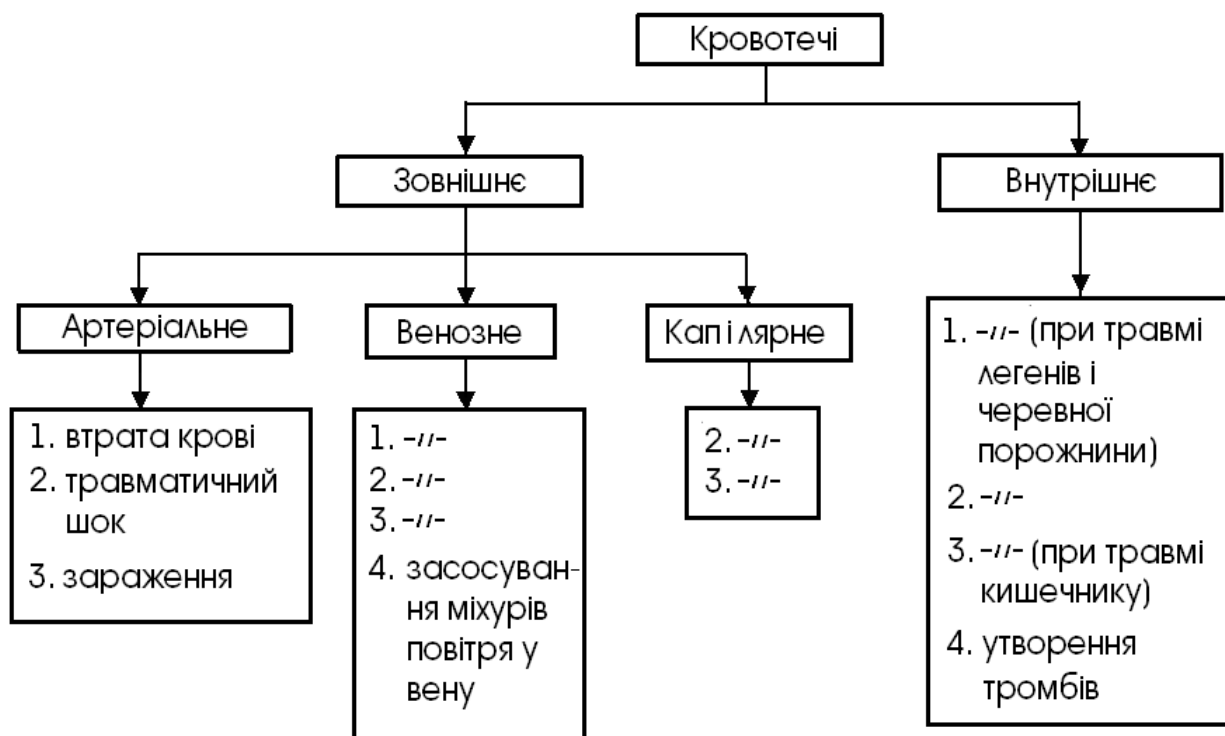 Кровотечі
Зовнішнє
Внутрішнє
Артеріальне
Венозне
Капілярне
1. втрата крові
2. травматичний
шок
3. зараження
1. -״-
2. -״-
3. -״-
4. засосуван-
ня міхурів
повітря у
вену
2. -״-
3. -״-
1. -״- (при травмі
легенів і
черевної
порожнини)
2. -״-
3. -״- (при травмі
кишечнику)
4. утворення
тромбів